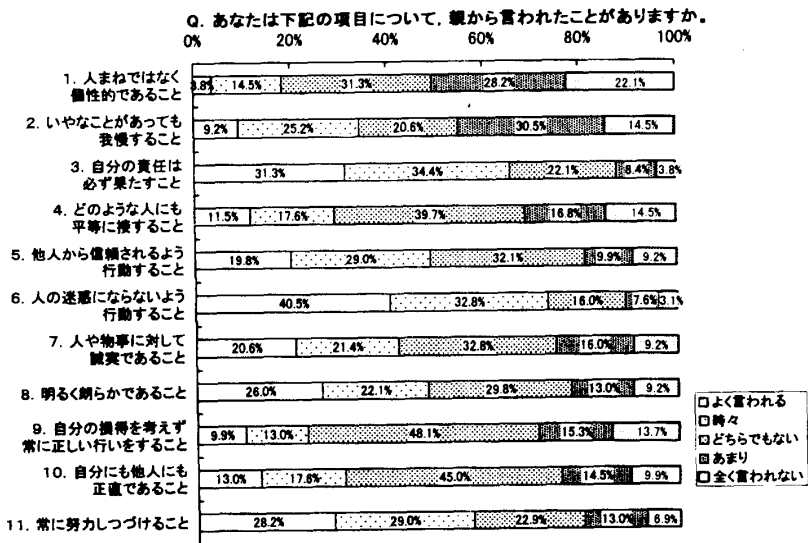 Q. あなたは下記の項目について, 親から言われたことがありますか。
0% 20% 40% 60% 80% 100%
1. 人まねではなく
個性的であること
3.8% 14.5% 31.3% 28.2% 22.1%
2. いやなことがあっても
我慢すること
9.2% 25.2% 20.6% 30.5% 14.5%
3. 自分の責任は
必ず果たすこと
31.3% 34.4% 22.1% 8.4% 3.8%
4. どのような人にも
平等に接すること
11.5% 17.6% 39.7% 16.8% 14.5%
5. 他人から信頼されるよう
行動すること
19.8% 29.0% 32.1% 9.9% 9.2%
6. 人の迷惑にならないよう
行動すること
40.5% 32.8% 16.0% 7.6% 3.1%
7. 人や物事に対して
誠実であること
20.6% 21.4% 32.8% 16.0% 9.2%
8. 明るく朗らかであること
26.0% 22.1% 29.8% 13.0% 9.2%
9. 自分の損得を考えず
常に正しい行いをすること
9.9% 13.0% 48.1% 15.3% 13.7%
10. 自分にも他人にも
正直であること
13.0% 17.6% 45.0% 14.5% 9.9%
11. 常に努力しつづけること
28.2% 29.0% 22.9% 13.0% 6.9%
よく言われる
時々
どちらでもない
あまり
全く言われない